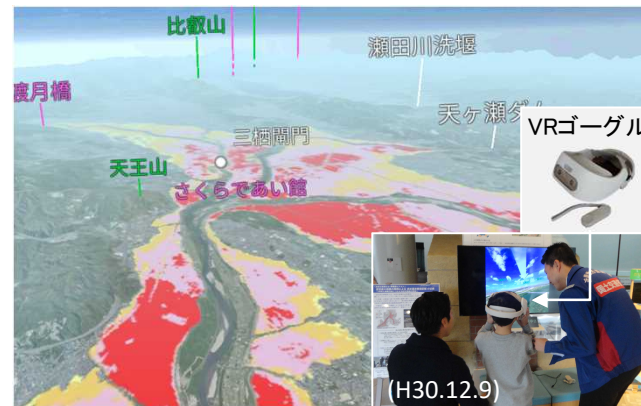 比叡山
瀬田川洗堰
渡月橋
天ヶ瀬ダム
三栖閘門
VRゴーグル
天王山
さくらであい館
(H30.12.9)